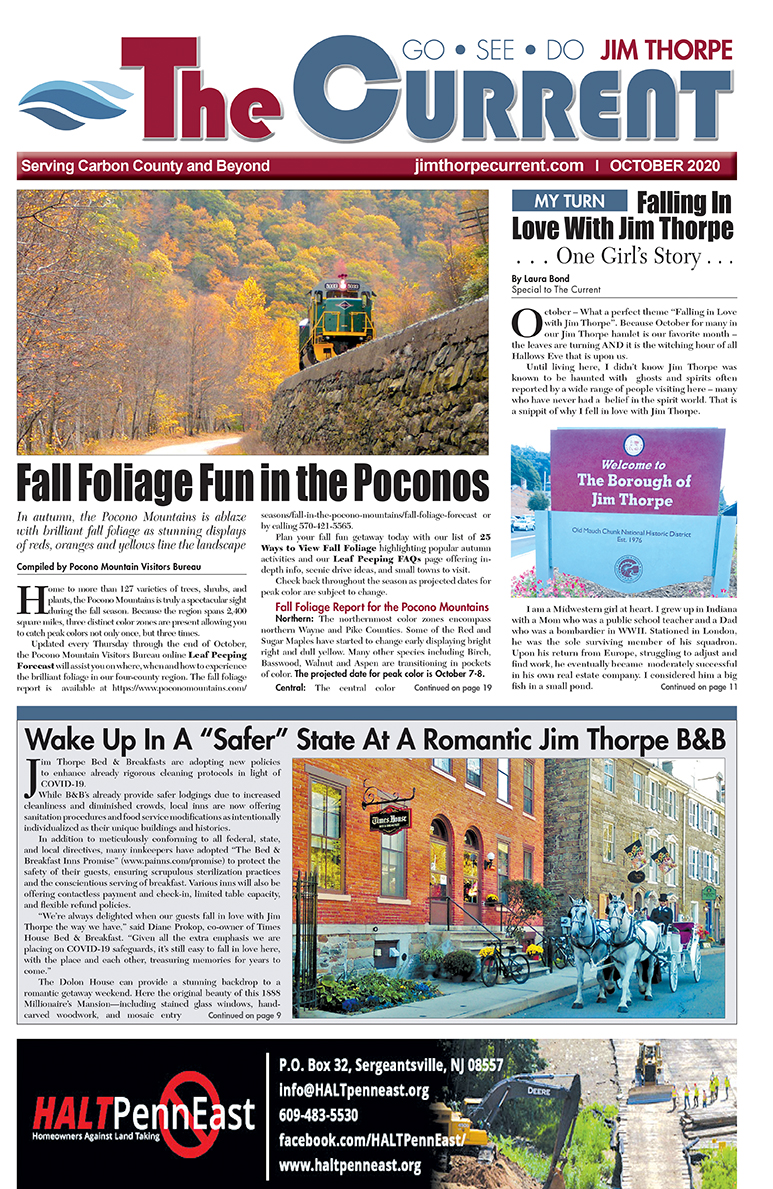 GO • SEE • DO JIM THORPE
The CURRENT
Serving Carbon County and Beyond
jimthorpecurrent.com | OCTOBER 2020
5033 5033
Fall Foliage Fun in the Poconos
In autumn, the Pocono Mountains is ablaze
with brilliant fall foliage as stunning displays
of reds, oranges and yellows line the landscape
Compiled by Pocono Mountain Visitors Bureau
Home to more than 127 varieties of trees, shrubs, and
plants, the Pocono Mountains is truly a spectacular sight
during the fall season. Because the region spans 2,400
square miles, three distinct color zones are present allowing you
to catch peak colors not only once, but three times.
Updated every Thursday through the end of October,
the Pocono Mountain Visitors Bureau online Leaf Peeping
Forecast will assist you on where, when and how to experience
the brilliant foliage in our four-county region. The fall foliage
report is available at https://www.poconomountains.com/
seasons/fall-in-the-pocono-mountains/fall-foliage-forecast or
by calling 570-421-5565.
Plan your fall fun getaway today with our list of 25
Ways to View Fall Foliage highlighting popular autumn
activities and our Leaf Peeping FAQs page offering in-
depth info, scenic drive ideas, and small towns to visit.
Check back throughout the season as projected dates for
peak color are subject to change.
Fall Foliage Report for the Pocono Mountains
Northern: The northernmost color zones encompass
northern Wayne and Pike Counties. Some of the Red and
Sugar Maples have started to change early displaying bright
right and dull yellow. Many other species including Birch,
Basswood, Walnut and Aspen are transitioning in pockets
of color. The projected date for peak color is October 7-8.
Central: The central color Continued on page 19
MY TURN Falling In
Love With Jim Thorpe
. . . One Girl's Story . . .
By Laura Bond
Special to The Current
October – What a perfect theme “Falling in Love
with Jim Thorpe”. Because October for many in
our Jim Thorpe hamlet is our favorite month –
the leaves are turning AND it is the witching hour of all
Hallows Eve that is upon us.
Until living here, I didn't know Jim Thorpe was
known to be haunted with ghosts and spirits often
reported by a wide range of people visiting here – many
who have never had a belief in the spirit world. That is
a snippit of why I fell in love with Jim Thorpe.
Welcome to
The Borough of
Jim Thorpe
Old Mauch Chunk National Historic District
Est. 1976
I am a Midwestern girl at heart. I grew up in Indiana
with a Mom who was a public school teacher and a Dad
who was a bombardier in WWII. Stationed in London,
he was the sole surviving member of his squadron.
Upon his return from Europe, struggling to adjust and
find work, he eventually became moderately successful
in his own real estate company. I considered him a big
fish in a small pond. Continued on page 11
Wake Up In A “Safer” State At A Romantic Jim Thorpe B&B
Jim Thorpe Bed & Breakfasts are adopting new policies
to enhance already rigorous cleaning protocols in light of
COVID-19.
While B&B's already provide safer lodgings due to increased
cleanliness and diminished crowds, local inns are now offering
sanitation procedures and food service modifications as intentionally
individualized as their unique buildings and histories.
In addition to meticulously conforming to all federal, state,
and local directives, many innkeepers have adopted “The Bed &
Breakfast Inns Promise” (www.painns.com/promise) to protect the
safety of their guests, ensuring scrupulous sterilization practices
and the conscientious serving of breakfast. Various inns will also be
offering contactless payment and check-in, limited table capacity,
and flexible refund policies.
“We're always delighted when our guests fall in love with Jim
Thorpe the way we have,” said Diane Prokop, co-owner of Times
House Bed & Breakfast. “Given all the extra emphasis we are
placing on COVID-19 safeguards, it's still easy to fall in love here,
with the place and each other, treasuring memories for years to
come.”
The Dolon House can provide a stunning backdrop to a
romantic getaway weekend. Here the original beauty of this 1888
Millionaire's Mansion—including stained glass windows, hand-
carved woodwork, and mosaic entry Continued on page 9
Times House
HALTPennEast
Homeowners Against Land Taking
P.O. Box 32, Sergeantsville, NJ 08557
info@HALTpenneast.org
609-483-5530
facebook.com/HALTPennEast/
www.haltpenneast.org
DEERE